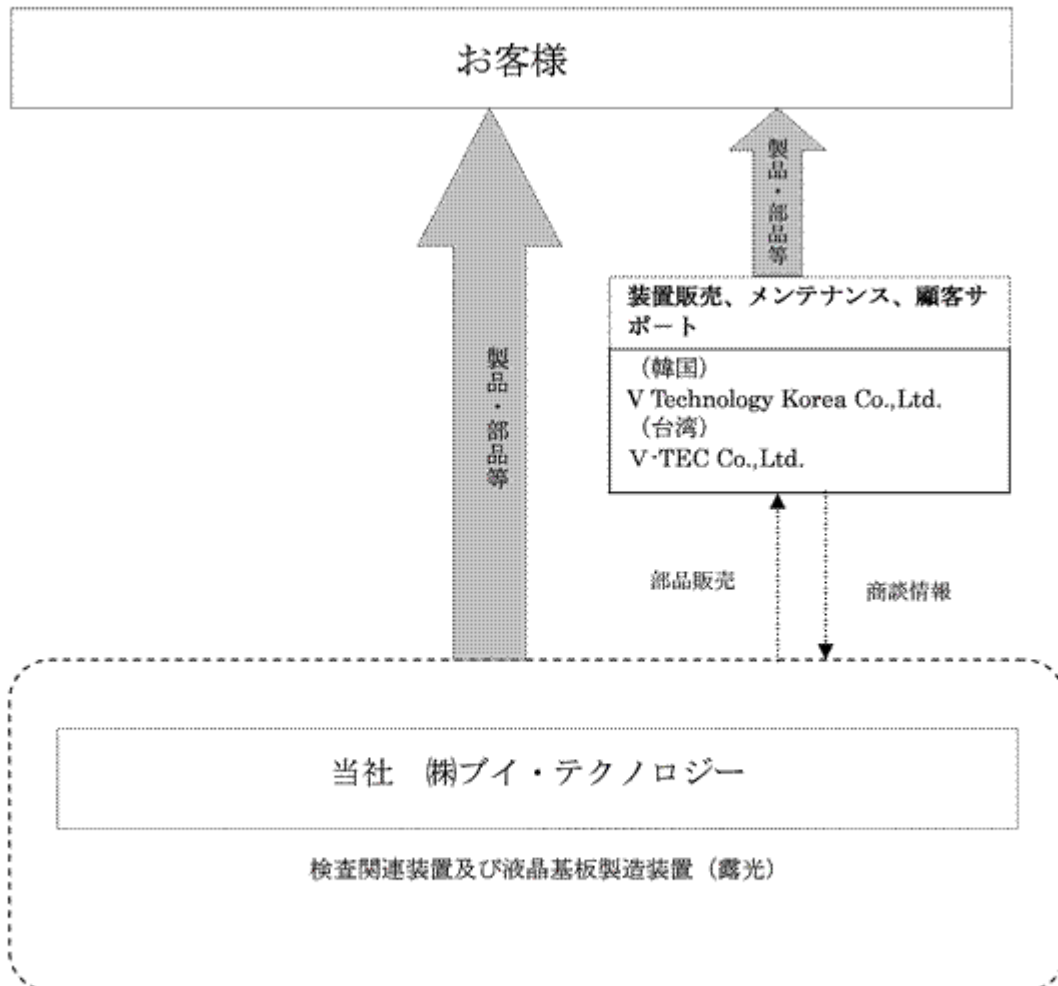 お客様
製品・部品等
製品・部品等
装置販売、メンテナンス、顧客サ
ポート
（韓国）
V Technology Korea Co.,Ltd.
（台湾）
V-TEC Co.,Ltd.
部品販売
商談情報
当社　㈱ブイ・テクノロジー
検査関連装置及び液晶基板製造装置（露光）